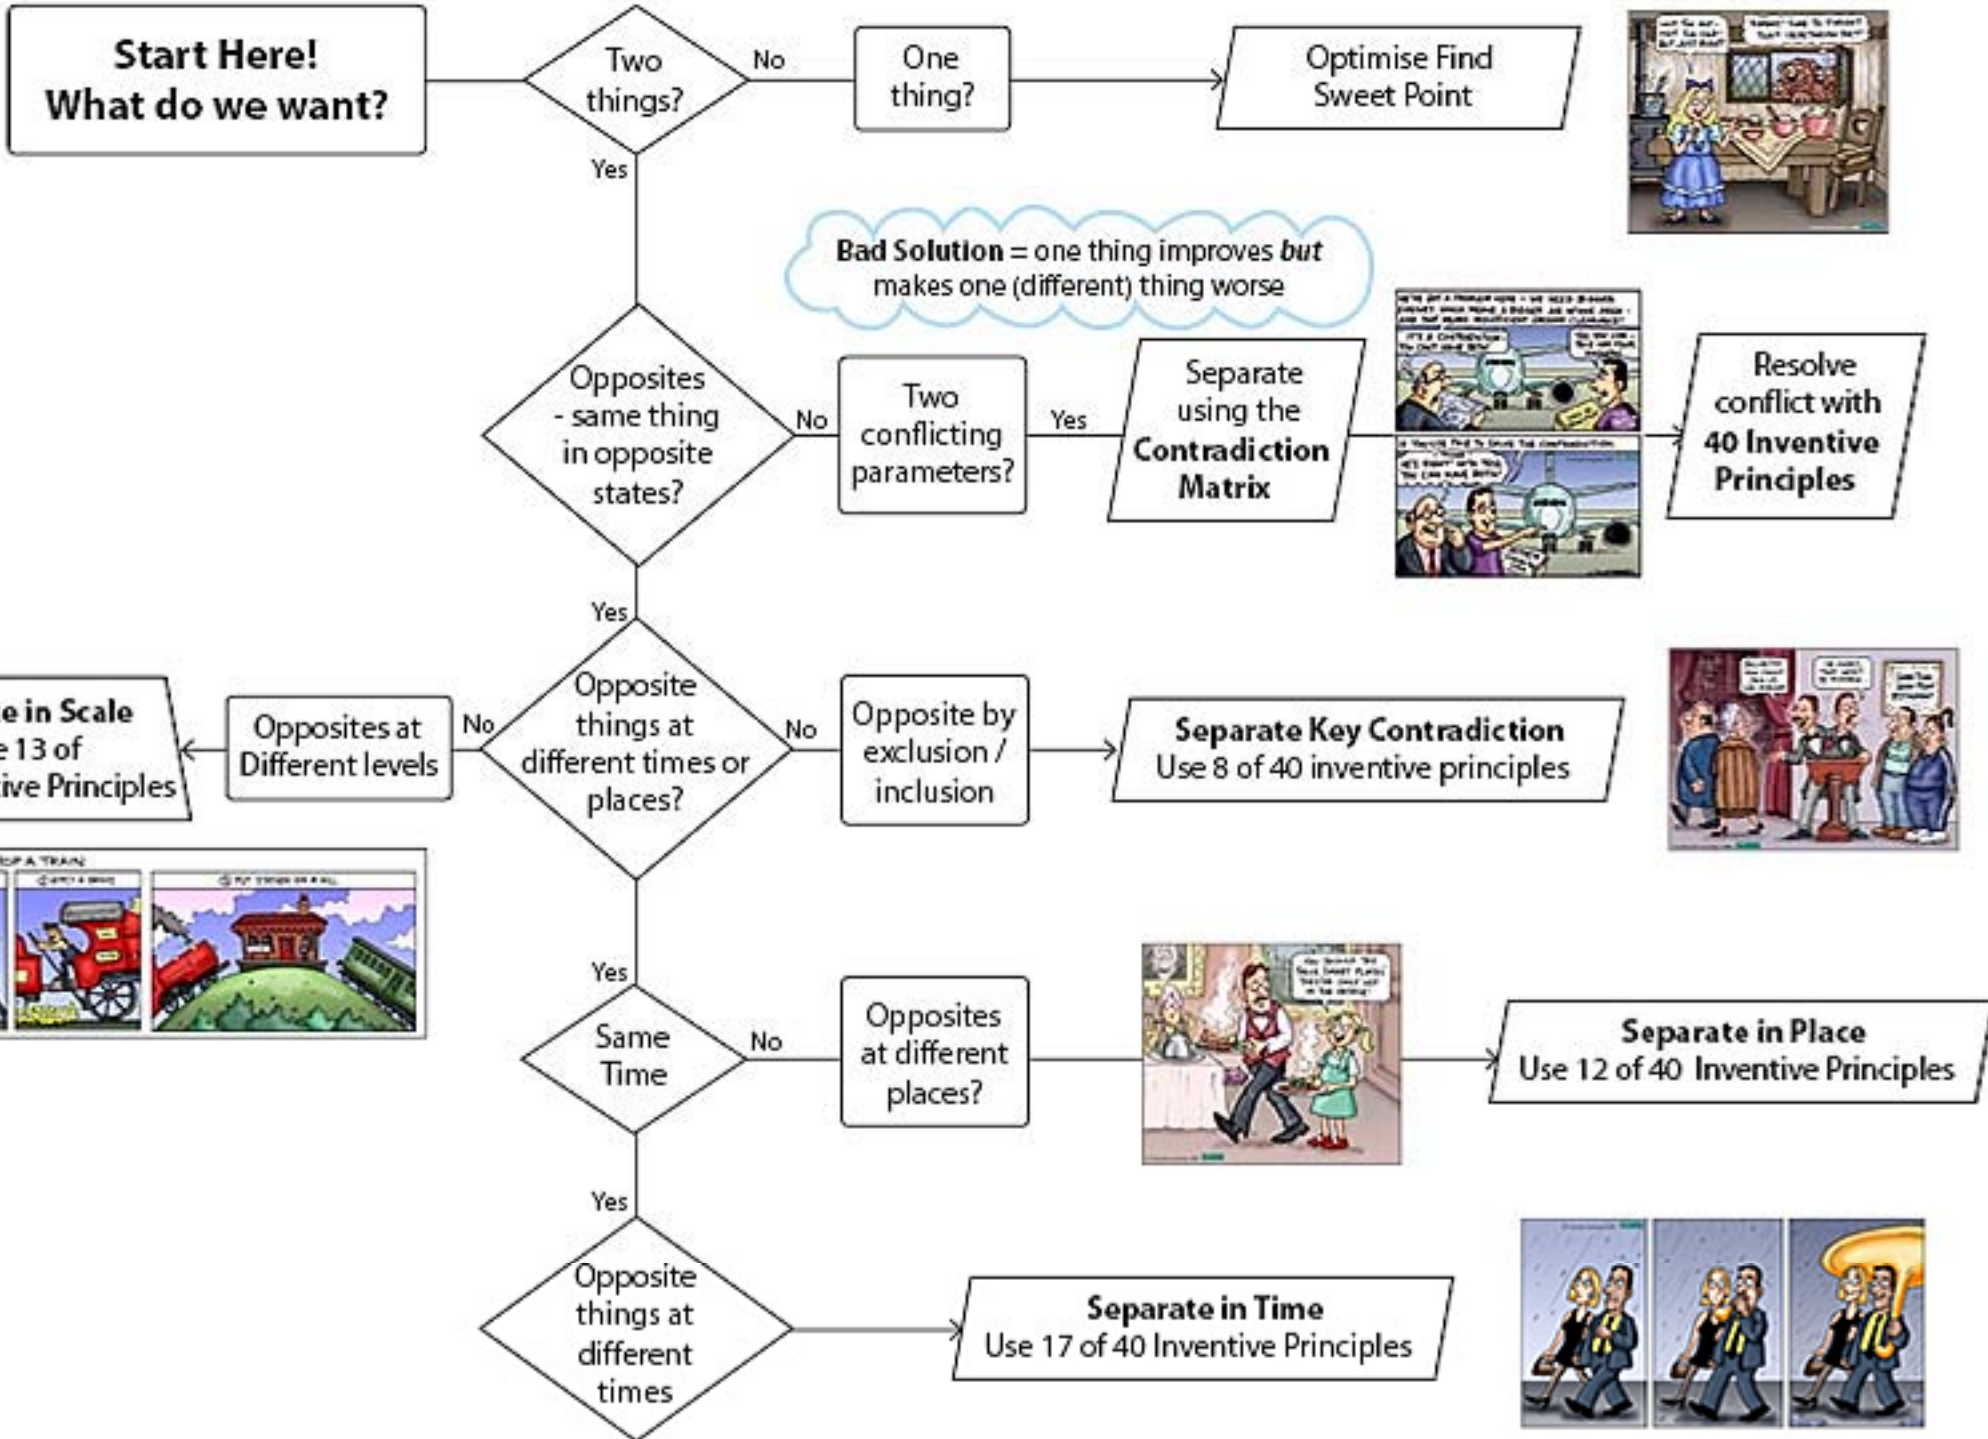 Start Here!
What do we want?
Two
things?
No
One
thing?
Optimise Find
Sweet Point
Yes
Bad Solution = one thing improves but
makes one (different) thing worse
Opposites
- same thing
in opposite
states?
No
Two
conflicting
parameters?
Yes
Separate
using the
Contradiction
Matrix
Resolve
conflict with
40 Inventive
Principles
Yes
e in Scale
e 13 of
ive Principles
Opposites at
Different levels
No
Opposite
things at
different times or
places?
No
Opposite by
exclusion /
inclusion
Separate Key Contradiction
Use 8 of 40 inventive principles
OF A TRAIN
Yes
Same
Time
No
Opposites
at different
places?
Separate in Place
Use 12 of 40 Inventive Principles
Yes
Opposite
things at
different
times
Separate in Time
Use 17 of 40 Inventive Principles